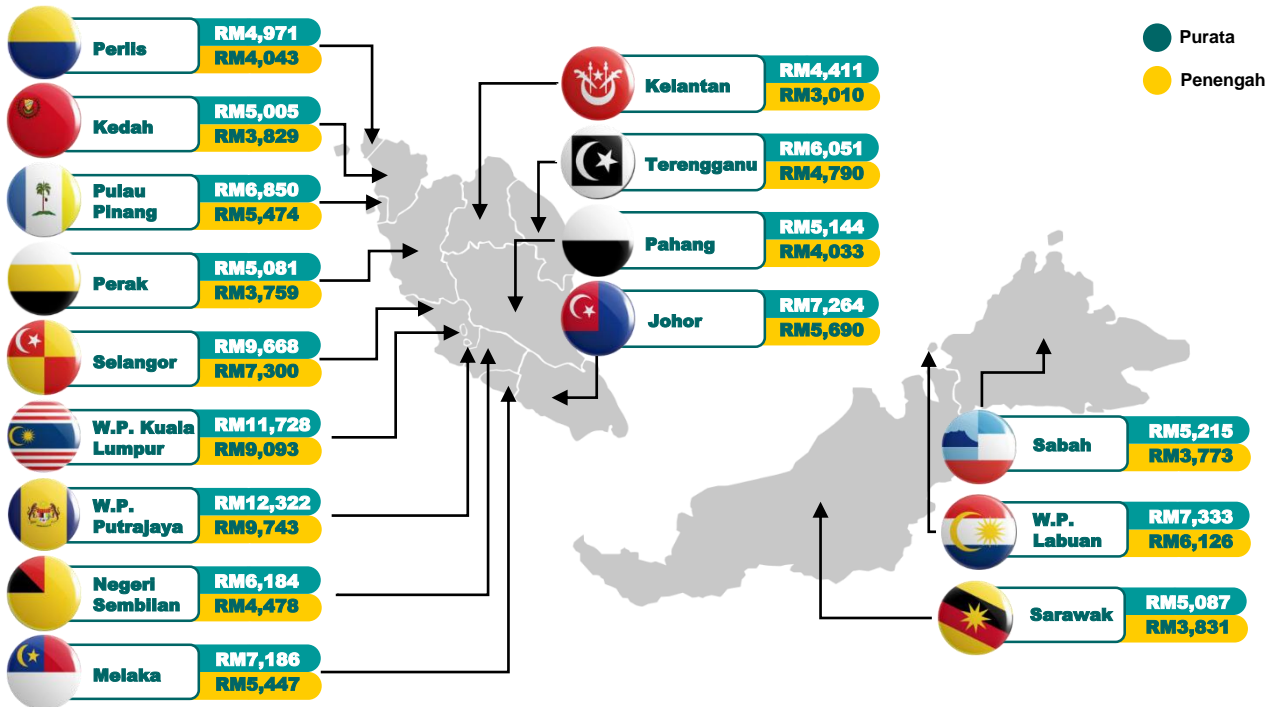 Perlis
RM4,971
RM4,043
Kedah
RM5,005
RM3,829
Pulau
Pinang
RM6,850
RM5,474
Perak
RM5,081
RM3,759
Selangor
RM9,668
RM7,300
W.P. Kuala
Lumpur
RM11,728
RM9,093
W.P.
Putrajaya
RM12,322
RM9,743
Negeri
Sembilan
RM6,184
RM4,478
Melaka
RM7,186
RM5,447
Kelantan
RM4,411
RM3,010
Terengganu
RM6,051
RM4,790
Pahang
RM5,144
RM4,033
Johor
RM7,264
RM5,690
Purata
Penengah
Sabah
RM5,215
RM3,773
W.P.
Labuan
RM7,333
RM6,126
Sarawak
RM5,087
RM3,831